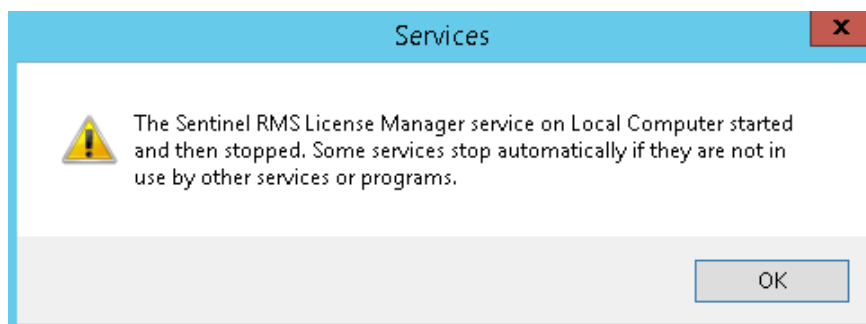 Services
x
The Sentinel RMS License Manager service on Local Computer started
and then stopped. Some services stop automatically if they are not in
use by other services or programs.
OK